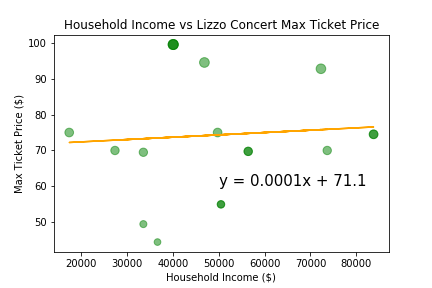 Household Income vs Lizzo Concert Max Ticket Price
100
90
80
70
60
50
Max Ticket Price ($)
y = 0.0001x + 71.1
20000 30000 40000 50000 60000 70000 80000
Household Income ($)